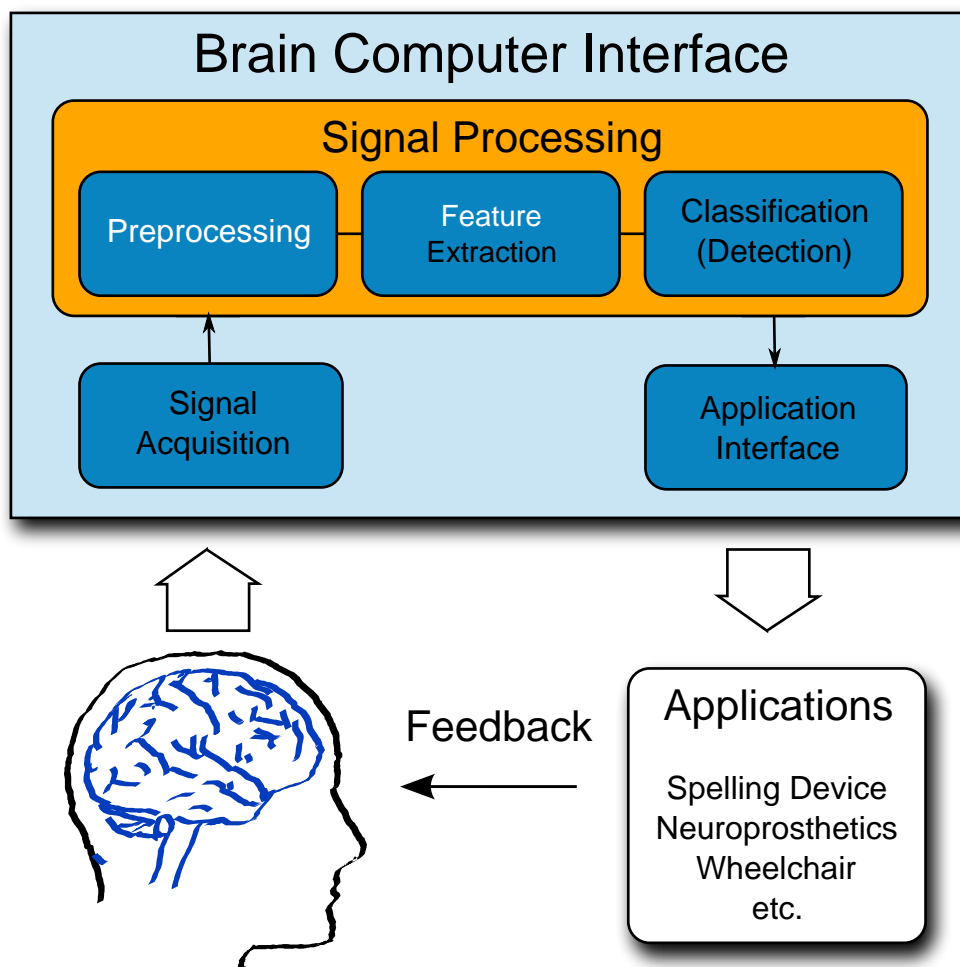 Brain Computer Interface
Signal Processing
Preprocessing
Feature
Extraction
Classification
(Detection)
Signal
Acquisition
Application
Interface
Feedback
Applications
Spelling Device
Neuroprosthetics
Wheelchair
etc.